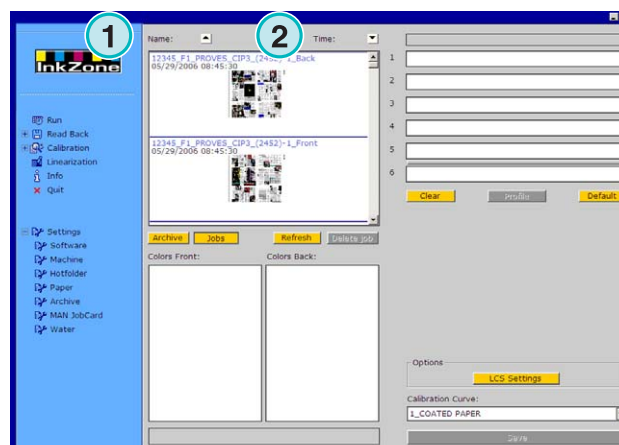 1
2
InkZone
Run
Read Back
Calibration
Linearization
Info
Quit
Settings
Software
Machine
Hotfolder
Paper
Archive
MAN JobCard
Water
Name:
Time:
12345_F1_PROVES_CIP3_(2452)-1_Back
05/29/2006 08:45:30
12345_F1_PROVES_CIP3_(2452)-1_Front
05/29/2006 08:45:30
Archive
Jobs
Refresh
Delete job
Colors Front:
Colors Back:
1
2
3
4
5
6
Clear
Profile
Default
Options
LCS Settings
Calibration Curve:
1_COATED PAPER
Save